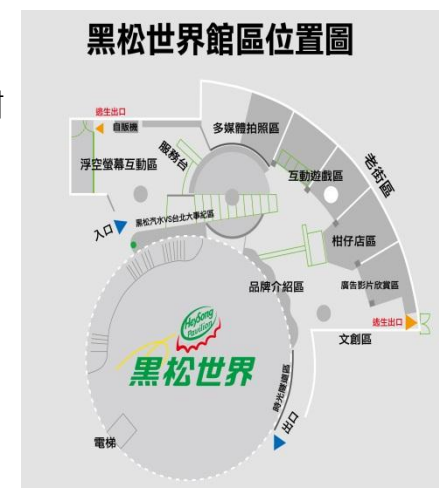 黑松世界館區位置圖
逃生出口
自販機
服務台
多媒體拍照區
浮空螢幕互動區
互動遊戲區
老街區
入口
黑松汽水VS台北大事紀區
柑仔店區
品牌介紹區
廣告影片欣賞區
逃生出口
文創區
HeySong
Pavilion
黑松世界
時光隧道區
出口
電梯